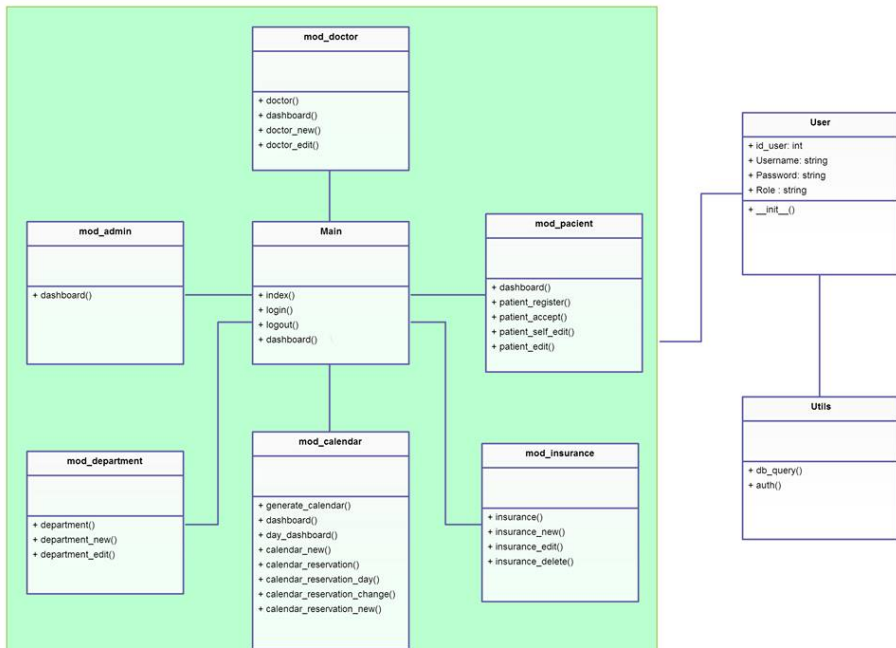 mod_doctor
+ doctor()
+ dashboard()
+ doctor_new()
+ doctor_edit()
User
+ id_user: int
+ Username: string
+ Password: string
+ Role : string
+ __init__()
mod_admin
+ dashboard()
Main
+ index()
+ login()
+ logout()
+ dashboard()
mod_pacient
+ dashboard()
+ patient_register()
+ patient_accept()
+ patient_self_edit()
+ patient_edit()
Utils
+ db_query()
+ auth()
mod_department
+ department()
+ department_new()
+ department_edit()
mod_calendar
+ generate_calendar()
+ dashboard()
+ day_dashboard()
+ calendar_new()
+ calendar_reservation()
+ calendar_reservation_day()
+ calendar_reservation_change()
+ calendar_reservation_new()
mod_insurance
+ insurance()
+ insurance_new()
+ insurance_edit()
+ insurance_delete()